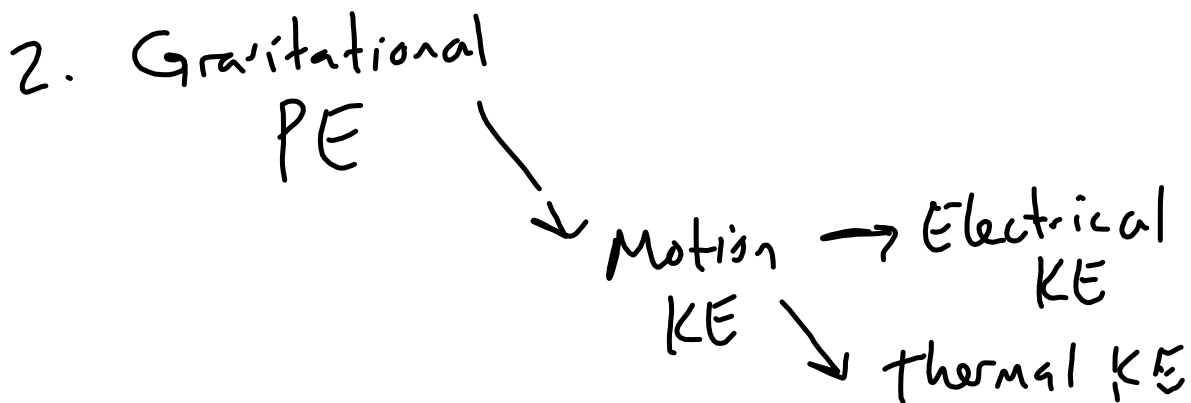 2. Gravitational
PE
Motion → Electrical
KE KE
thermal KE